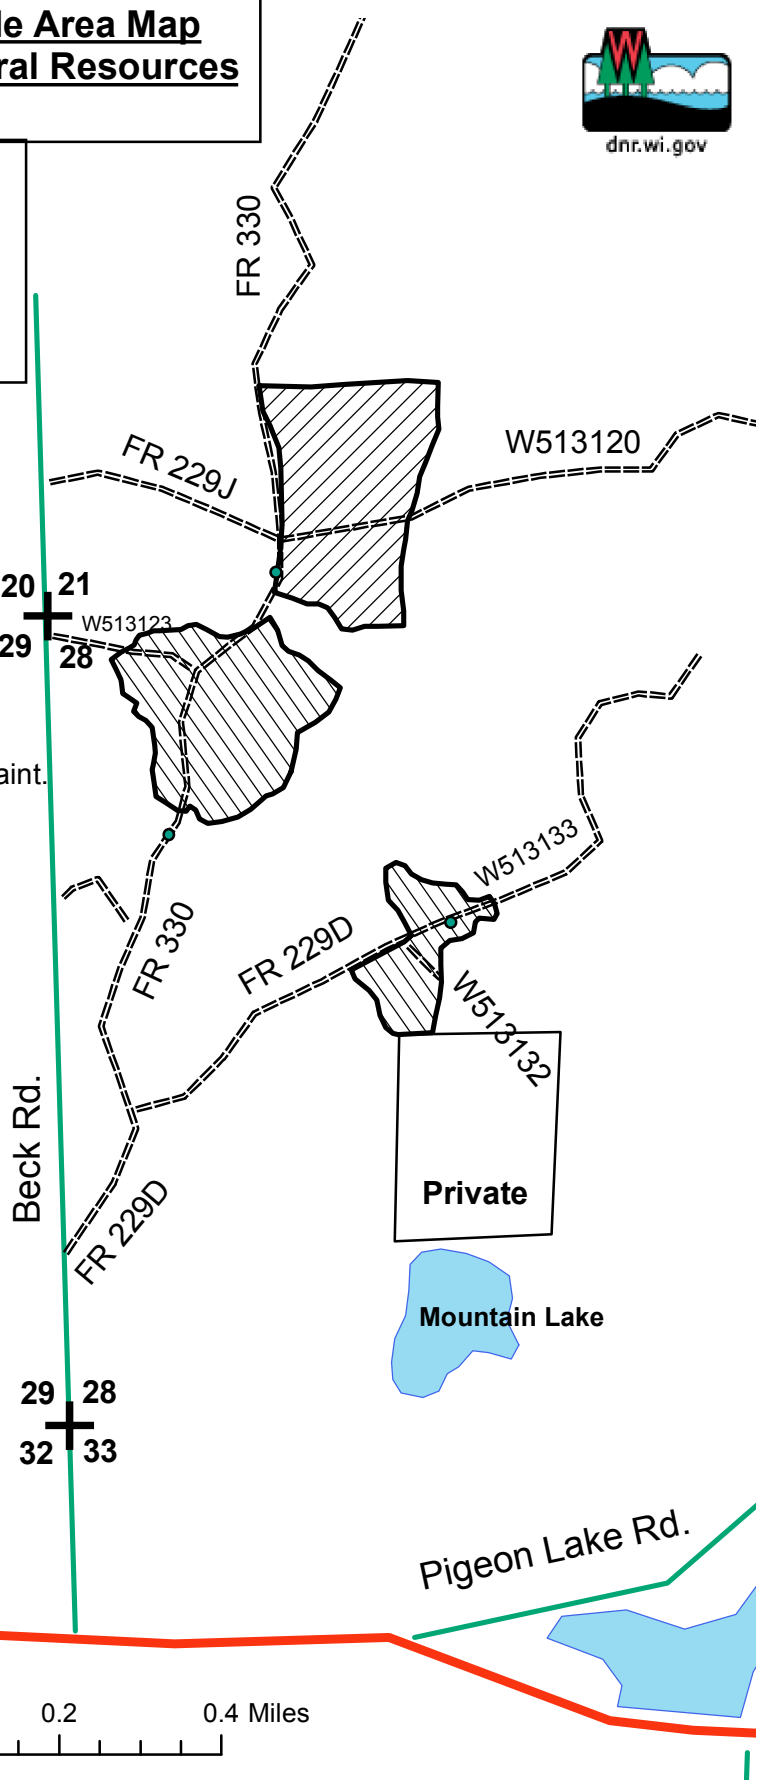 le Area Map
ral Resources
dnr.wi.gov
FR 330
FR 229J
W513120
20 21
W513123
29 28
aint.
W513133
FR 330
FR 229D
W513132
Beck Rd.
Private
FR 229D
Mountain Lake
29 28
32 33
Pigeon Lake Rd.
0.2 0.4 Miles